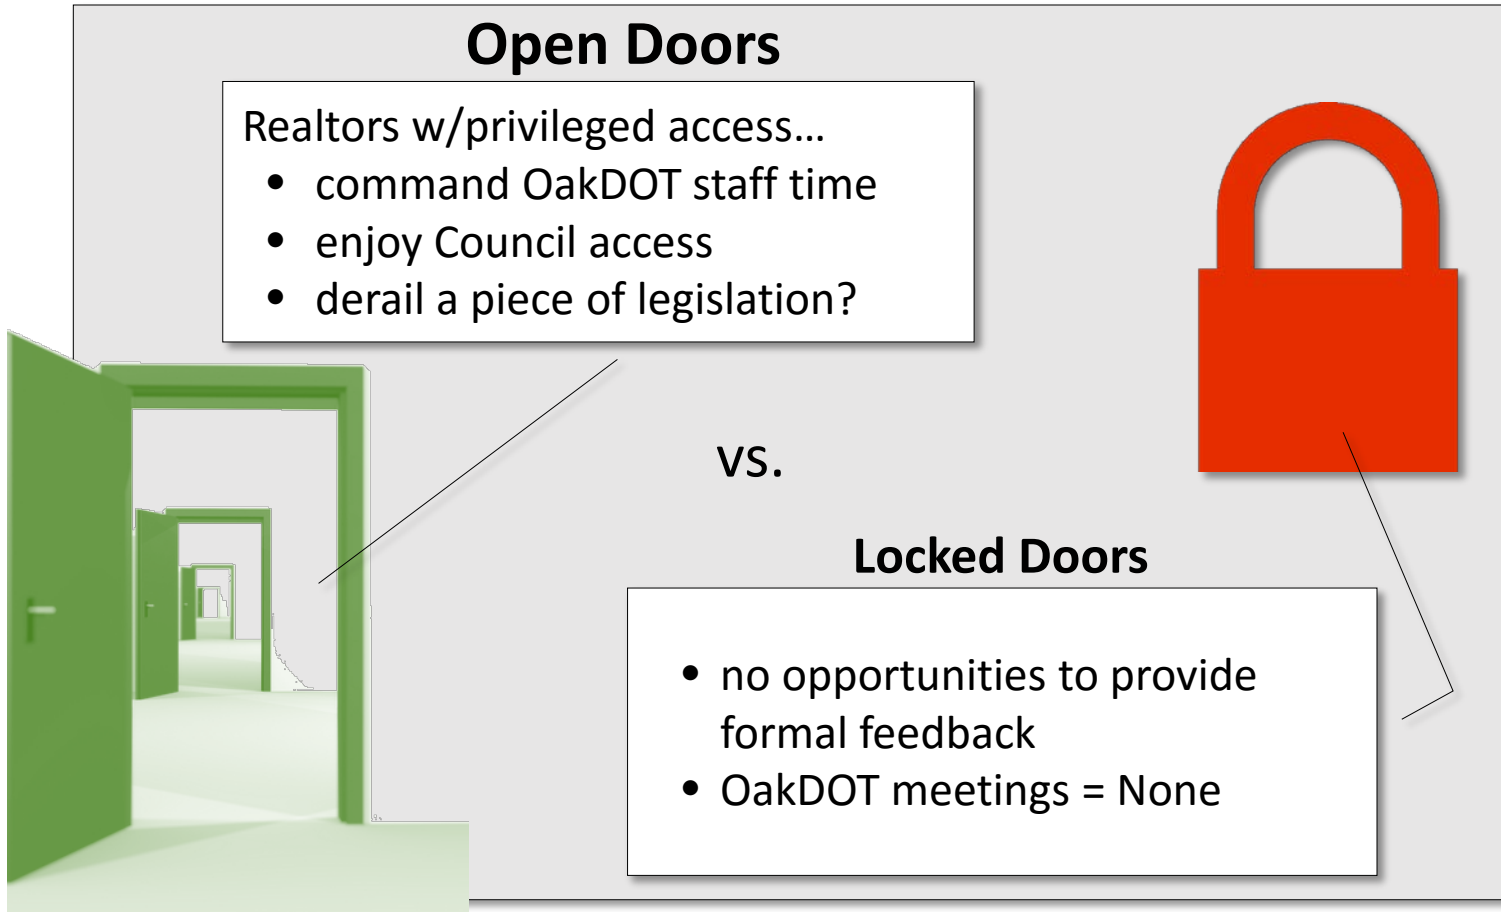 Open Doors
Realtors w/privileged access…
• command OakDOT staff time
• enjoy Council access
• derail a piece of legislation?
vs.
Locked Doors
• no opportunities to provide
formal feedback
• OakDOT meetings = None